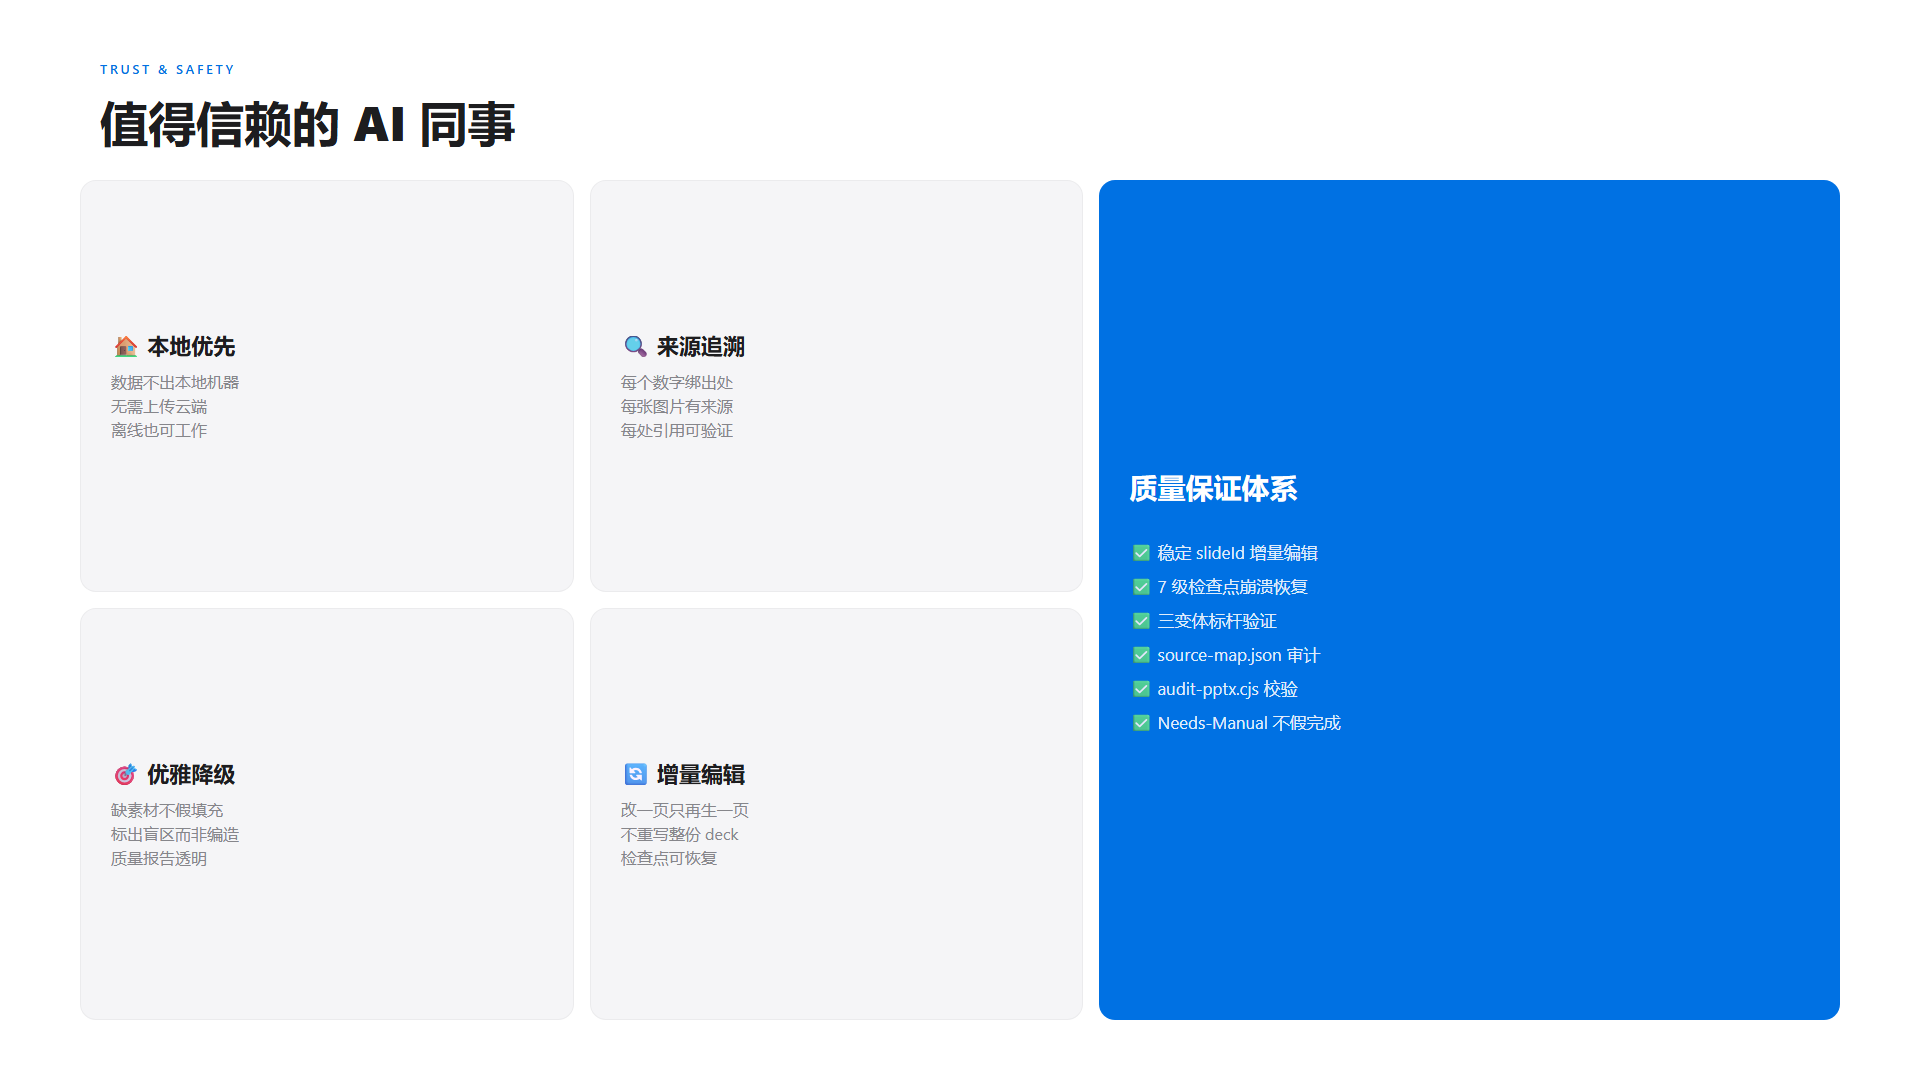 TRUST & SAFETY
值得信赖的 AI 同事
🏠 本地优先
数据不出本地机器
无需上传云端
离线也可工作
🔍 来源追溯
每个数字绑出处
每张图片有来源
每处引用可验证
🎯 优雅降级
缺素材不假填充
标出盲区而非编造
质量报告透明
🔄 增量编辑
改一页只再生一页
不重写整份 deck
检查点可恢复
质量保证体系
✅ 稳定 slideId 增量编辑
✅ 7 级检查点崩溃恢复
✅ 三变体标杆验证
✅ source-map.json 审计
✅ audit-pptx.cjs 校验
✅ Needs-Manual 不假完成